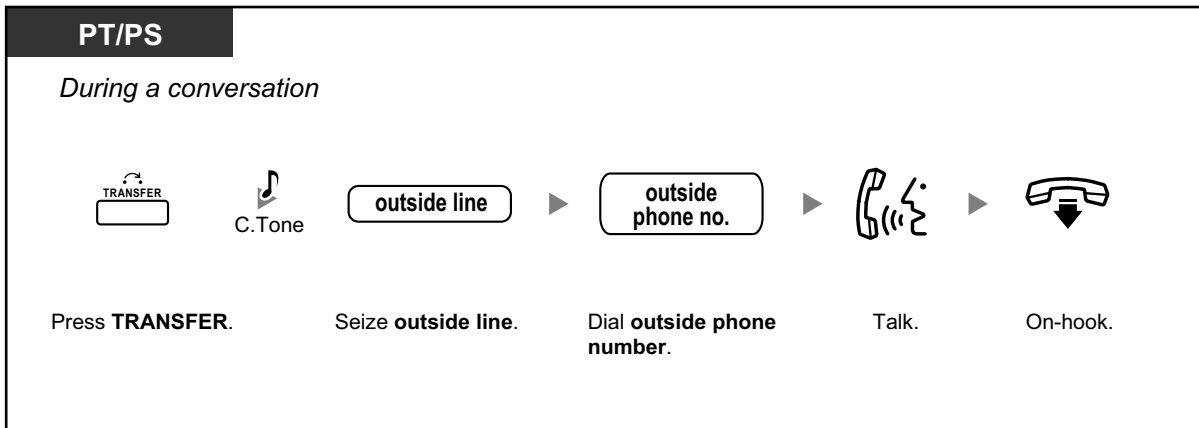 PT/PS
During a conversation
TRANSFER
C.Tone
outside line
outside
phone no.
Press TRANSFER.
Seize outside line.
Dial outside phone
number.
Talk.
On-hook.